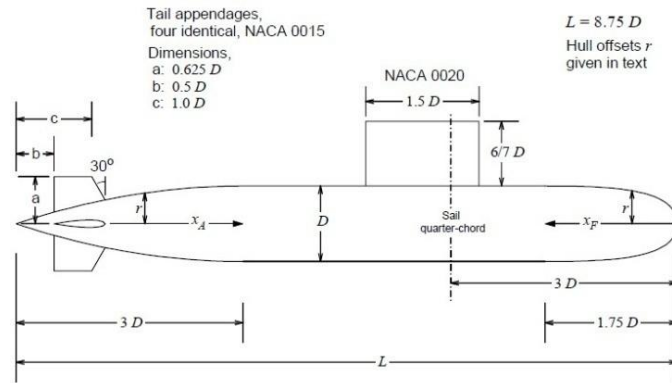 Tail appendages,
four identical, NACA 0015
Dimensions,
a: 0.625 D
b: 0.5 D
c: 1.0 D
L = 8.75 D
Hull offsets r
given in text
NACA 0020
1.5 D
c
b
30º
a
r
x_A
D
6/7 D
Sail
quarter-chord
x_F
r
3 D
3 D
1.75 D
L